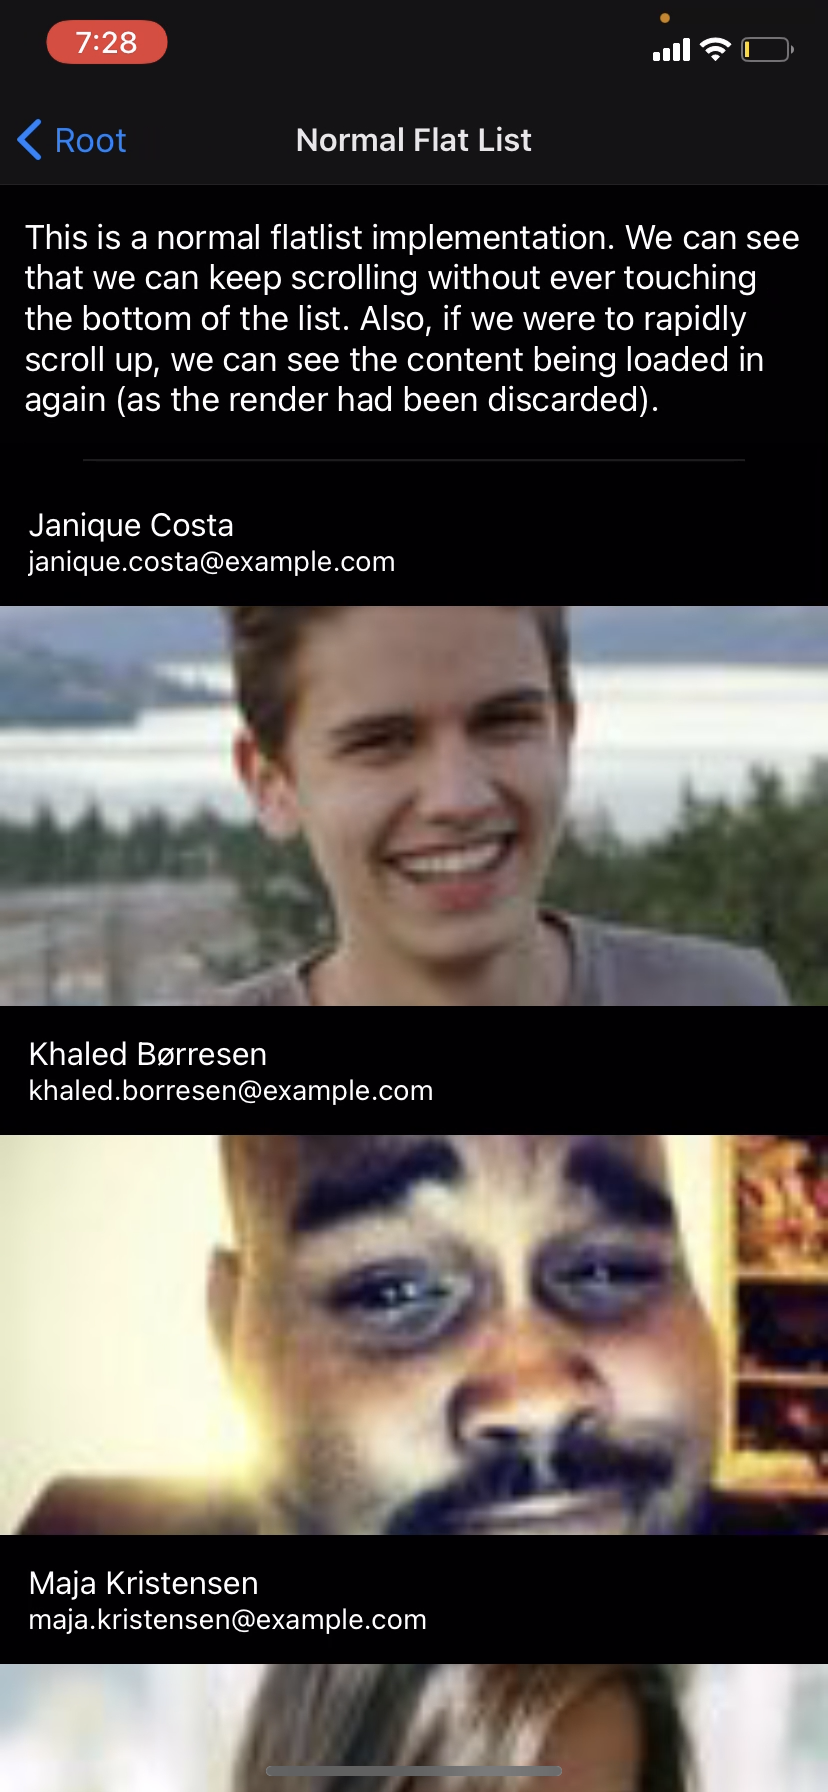 7:28
Root
Normal Flat List
This is a normal flatlist implementation. We can see
that we can keep scrolling without ever touching
the bottom of the list. Also, if we were to rapidly
scroll up, we can see the content being loaded in
again (as the render had been discarded).
Janique Costa
janique.costa@example.com
Khaled Børresen
khaled.borresen@example.com
Maja Kristensen
maja.kristensen@example.com